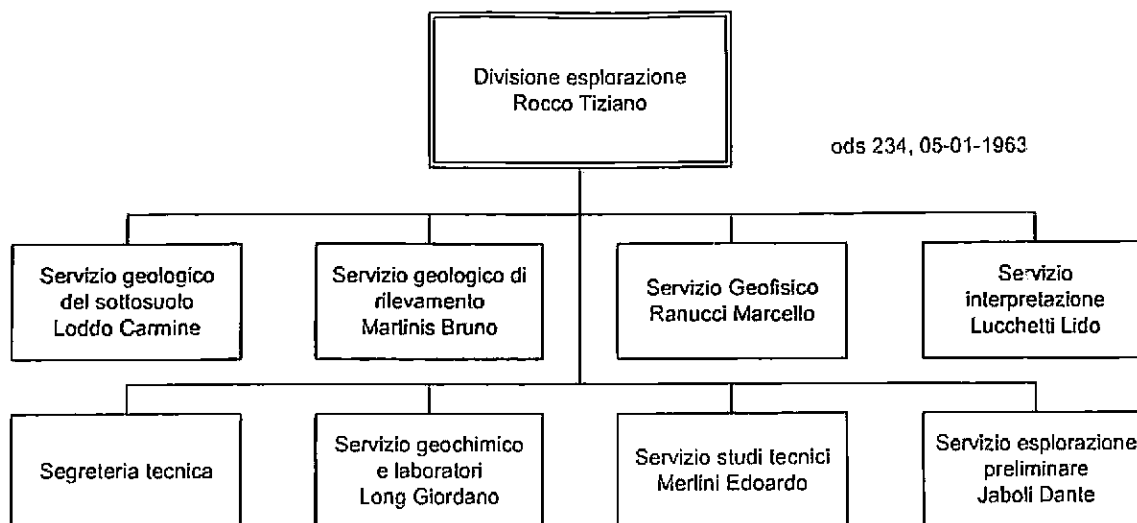 Divisione esplorazione
Rocco Tiziano
ods 234, 05-01-1963
Servizio geologico
del sottosuolo
Loddo Carmine
Servizio geologico di
rilevamento
Martinis Bruno
Servizio Geofisico
Ranucci Marcello
Servizio
interpretazione
Lucchetti Lido
Segreteria tecnica
Servizio geochimico
e laboratori
Long Giordano
Servizio studi tecnici
Merlini Edoardo
Servizio esplorazione
preliminare
Jaboli Dante